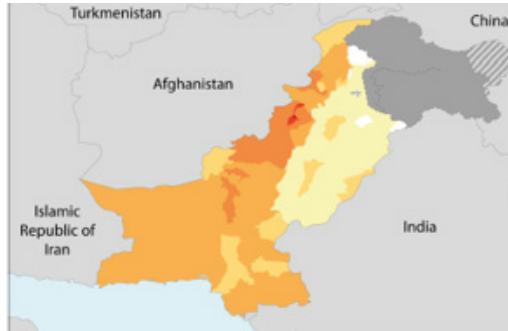 Turkmenistan
China
Afghanistan
Islamic
Republic of
Iran
India